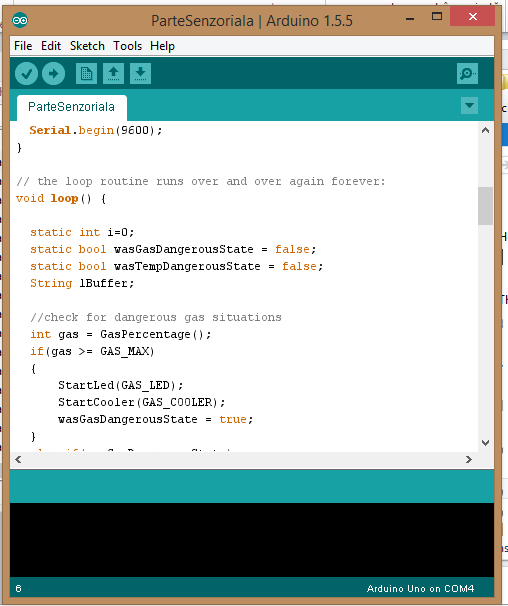 ParteSenzoriala | Arduino 1.5.5
File Edit Sketch Tools Help
ParteSenzoriala
Serial.begin(9600);
}
// the loop routine runs over and over again forever:
void loop() {
static int i=0;
static bool wasGasDangerousState = false;
static bool wasTempDangerousState = false;
String lBuffer;
//check for dangerous gas situations
int gas = GasPercentage();
if(gas >= GAS_MAX)
{
StartLed(GAS_LED);
StartCooler(GAS_COOLER);
wasGasDangerousState = true;
}
6
Arduino Uno on COM4